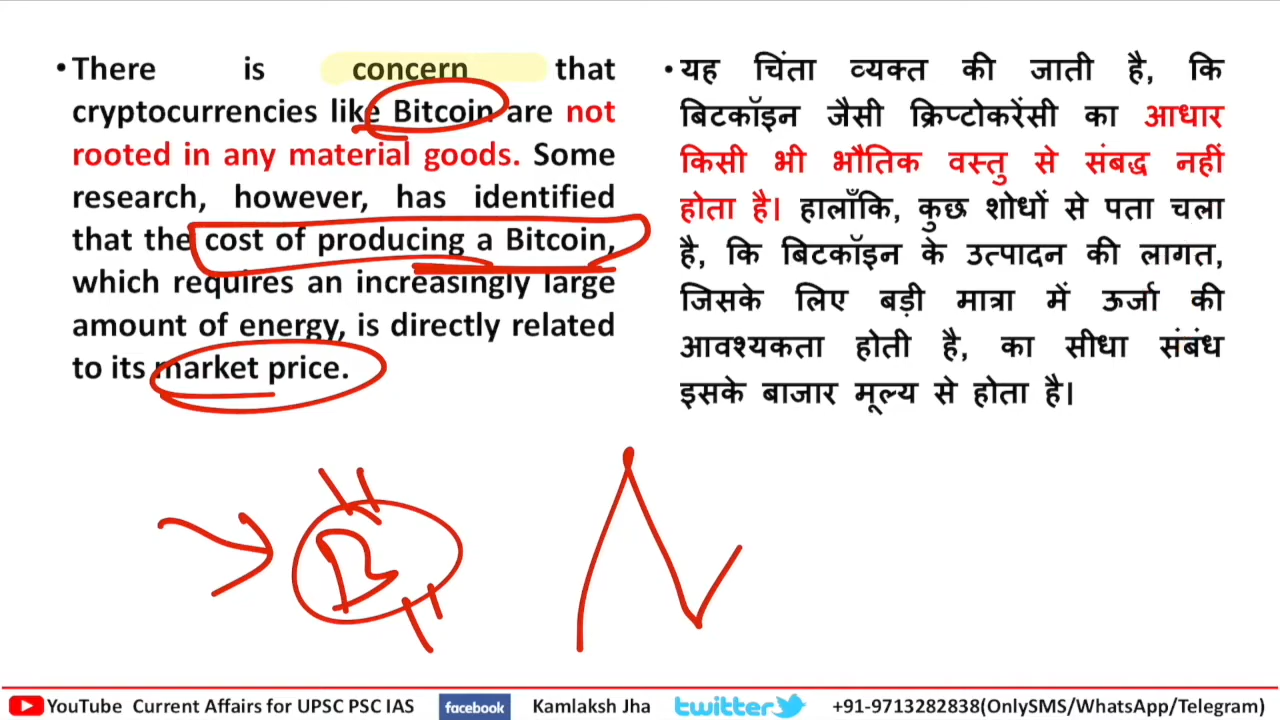 • There is concern that
cryptocurrencies like Bitcoin are not
rooted in any material goods. Some
research, however, has identified
that the cost of producing a Bitcoin,
which requires an increasingly large
amount of energy, is directly related
to its market price.
• यह चिंता व्यक्त की जाती है, कि
बिटकॉइन जैसी क्रिप्टोकरेंसी का आधार
किसी भी भौतिक वस्तु से संबद्ध नहीं
होता है। हालाँकि, कुछ शोधों से पता चला
है, कि बिटकॉइन के उत्पादन की लागत,
जिसके लिए बड़ी मात्रा में ऊर्जा की
आवश्यकता होती है, का सीधा संबंध
इसके बाजार मूल्य से होता है।
B
YouTube Current Affairs for UPSC PSC IAS facebook Kamlaksh Jha twitter +91-9713282838(OnlySMS/WhatsApp/Telegram)